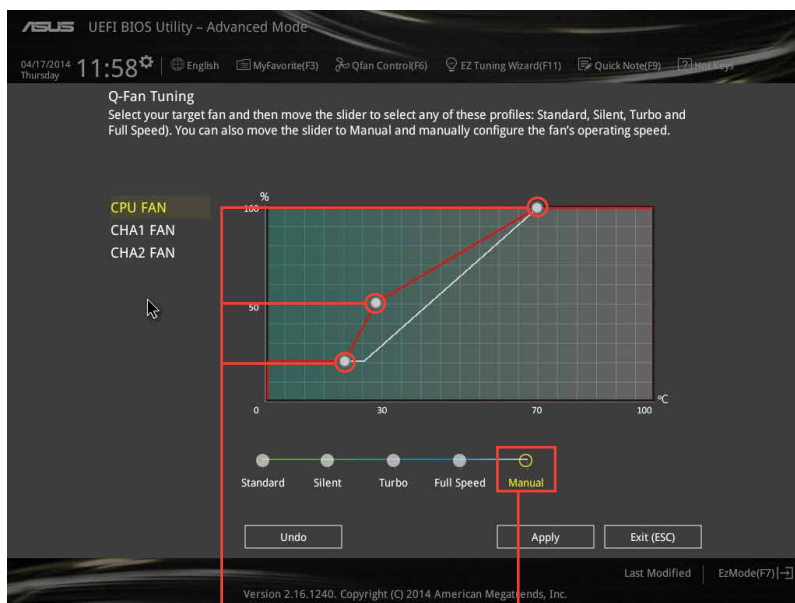 ASUS UEFI BIOS Utility – Advanced Mode
04/17/2014 Thursday 11:58 English MyFavorite(F3) Qfan Control(F6) EZ Tuning Wizard(F11) Quick Note(F9) Hot Keys
Q-Fan Tuning
Select your target fan and then move the slider to select any of these profiles: Standard, Silent, Turbo and
Full Speed). You can also move the slider to Manual and manually configure the fan's operating speed.
CPU FAN
CHA1 FAN
CHA2 FAN
%
100
50
0 30 70 100 °C
Standard Silent Turbo Full Speed Manual
Undo Apply Exit (ESC)
Last Modified EzMode(F7)
Version 2.16.1240. Copyright (C) 2014 American Megatrends, Inc.